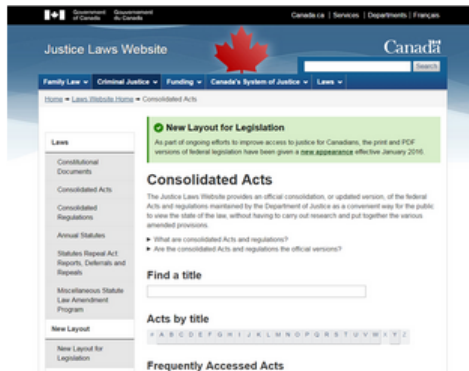 Government of Canada
Gouvernement du Canada
Canada.ca | Services | Departments | Français
Justice Laws Website
Canada
Search
Family Law
Criminal Justice
Funding
Canada's System of Justice
Laws
Home → Laws Website Home → Consolidated Acts
Laws
Constitutional
Documents
Consolidated Acts
Consolidated
Regulations
Annual Statutes
Statutes Repeal Act:
Reports, Deferrals and
Repeals
Miscellaneous Statute
Law Amendment
Program
New Layout
New Layout for
Legislation
New Layout for Legislation
As part of ongoing efforts to improve access to justice for Canadians, the print and PDF
versions of federal legislation have been given a new appearance effective January 2016.
Consolidated Acts
The Justice Laws Website provides an official consolidation, or updated version, of the federal
Acts and regulations maintained by the Department of Justice as a convenient way for the public
to view the state of the law, without having to carry out research and put together the various
amended provisions.
What are consolidated Acts and regulations?
Are the consolidated Acts and regulations the official versions?
Find a title
Acts by title
# A B C D E F G H I J K L M N O P Q R S T U V W X Y Z
Frequently Accessed Acts